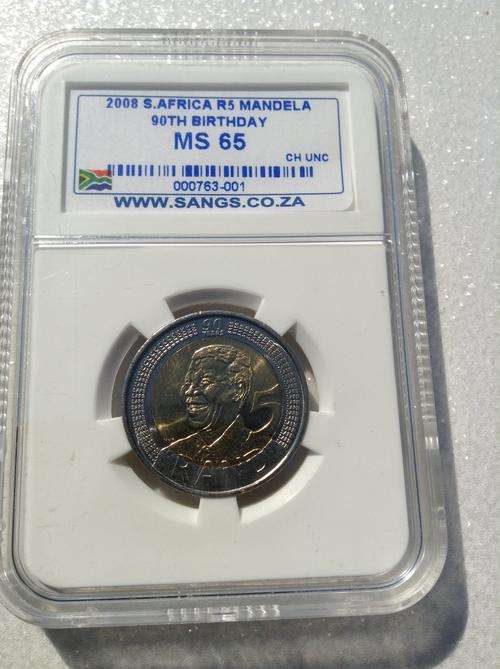 2008 S.AFRICA R5 MANDELA
90TH BIRTHDAY
MS 65
CH UNC
000763-001
WWW.SANGS.CO.ZA
90
5
RAND